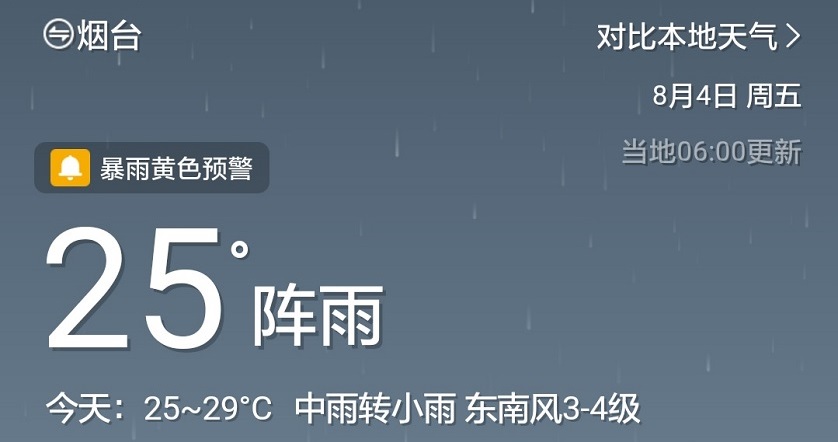 烟台
对比本地天气
8月4日 周五
当地06:00更新
暴雨黄色预警
25°
阵雨
今天：25~29°C 中雨转小雨 东南风3-4级